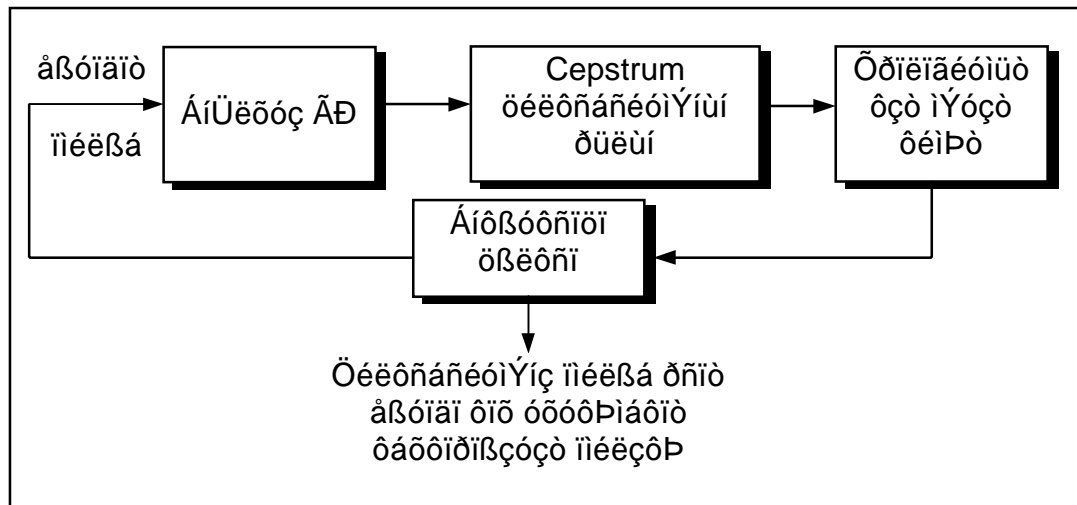 åßóïäïò
ïìéëßá
ÁíÜëõóç ÃÐ
Cepstrum
öéëôñáñéóìÝíùí
ðüëùí
Õðïëïãéóìüò
ôçò ìÝóçò
ôéìÞò
Áíôßóôñïöï
ößëôñï
ÖéëôñáñéóìÝíç ïìéëßá ðñïò
åßóïäï ôïõ óõóôÞìáôïò
ôáõôïðïßçóçò ïìéëçôÞ